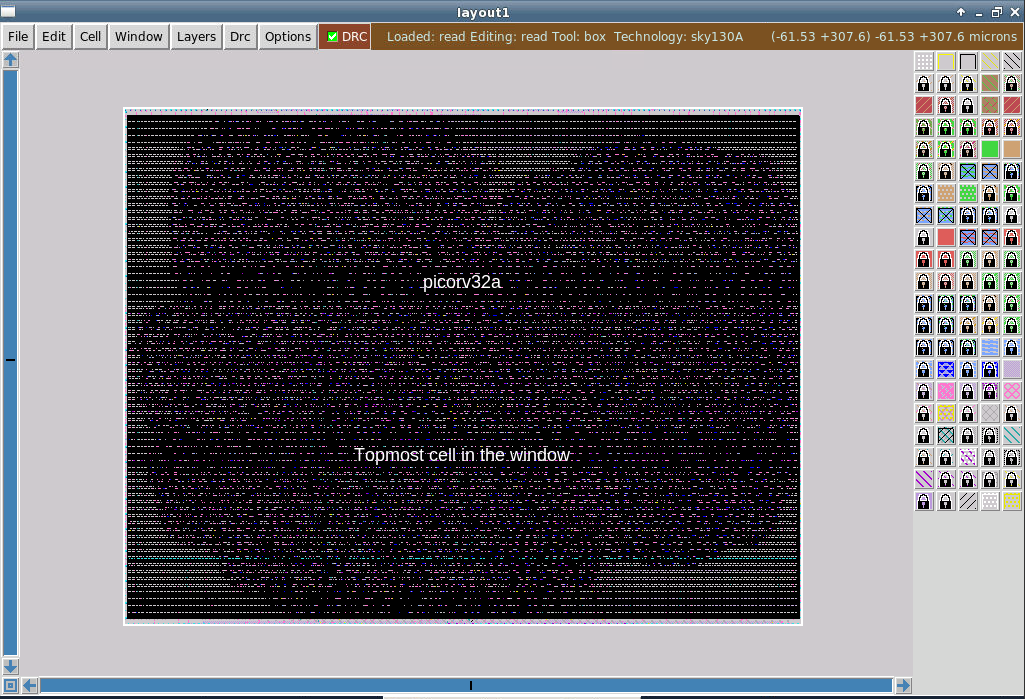 layout1
File Edit Cell Window Layers Drc Options DRC Loaded: read Editing: read Tool: box Technology: sky130A (-61.53 +307.6) -61.53 +307.6 microns
picorv32a
Topmost cell in the window